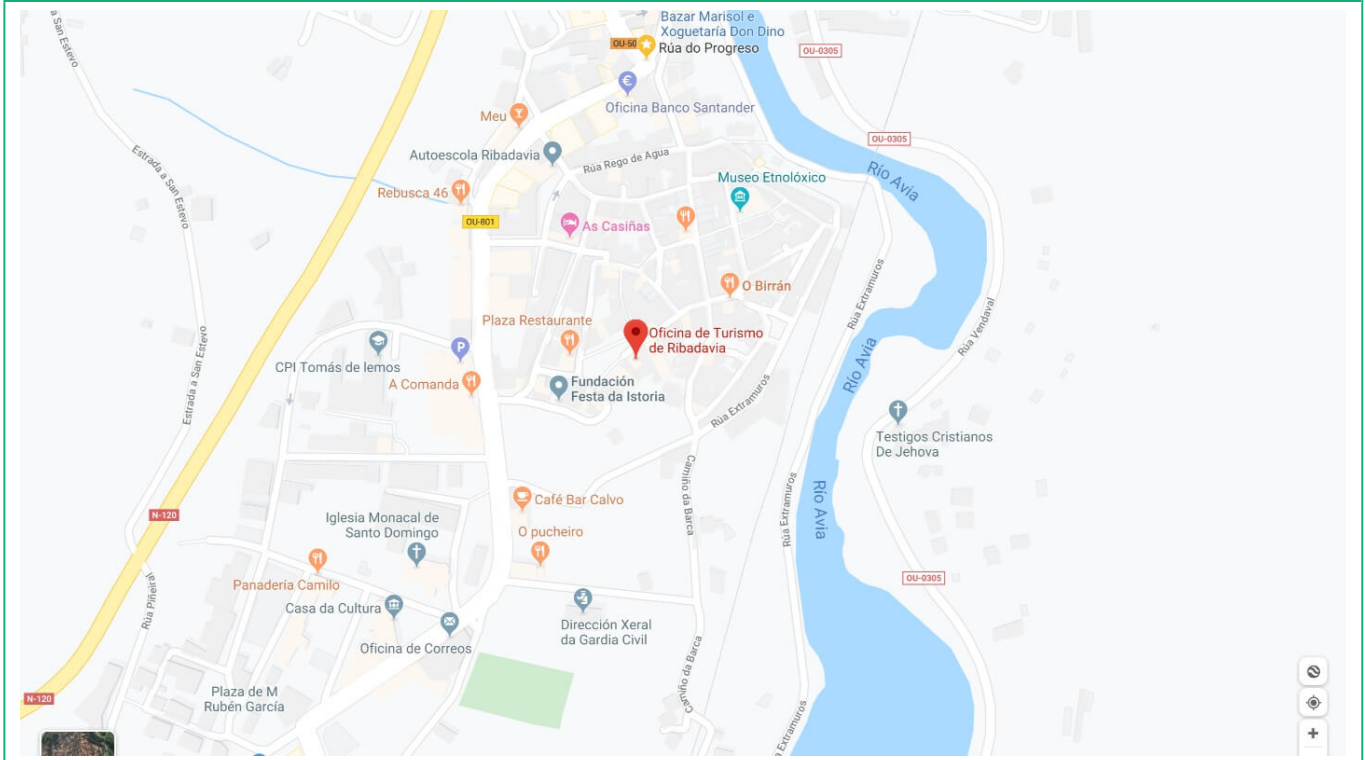 a San Estevo
Bazar Marisol e
Xoguetaría Don Dino
OU-50
Rúa do Progreso
OU-0305
Oficina Banco Santander
Meu
OU-0305
Estrada a San Estevo
Autoescola Ribadavia
Rúa Rego de Agua
Río Avia
Museo Etnolóxico
Rebusca 46
OU-801
As Casiñas
O Birrán
Rúa Extramuros
Plaza Restaurante
Oficina de Turismo
de Ribadavia
Rúa Vendaval
P
CPI Tomás de lemos
Río Avia
Estrada a San Estevo
A Comanda
Fundación
Festa da Istoria
Rúa Extramuros
Testigos Cristianos
De Jehova
Camiño da Barca
Café Bar Calvo
Río Avia
Rúa Extramuros
N-120
Iglesia Monacal de
Santo Domingo
O pucheiro
OU-0305
Panadería Camilo
Rúa Piñeiral
Casa da Cultura
Dirección Xeral
da Gardia Civil
Oficina de Correos
Camiño da Barca
Plaza de M
Rubén García
N-120
Extramuros